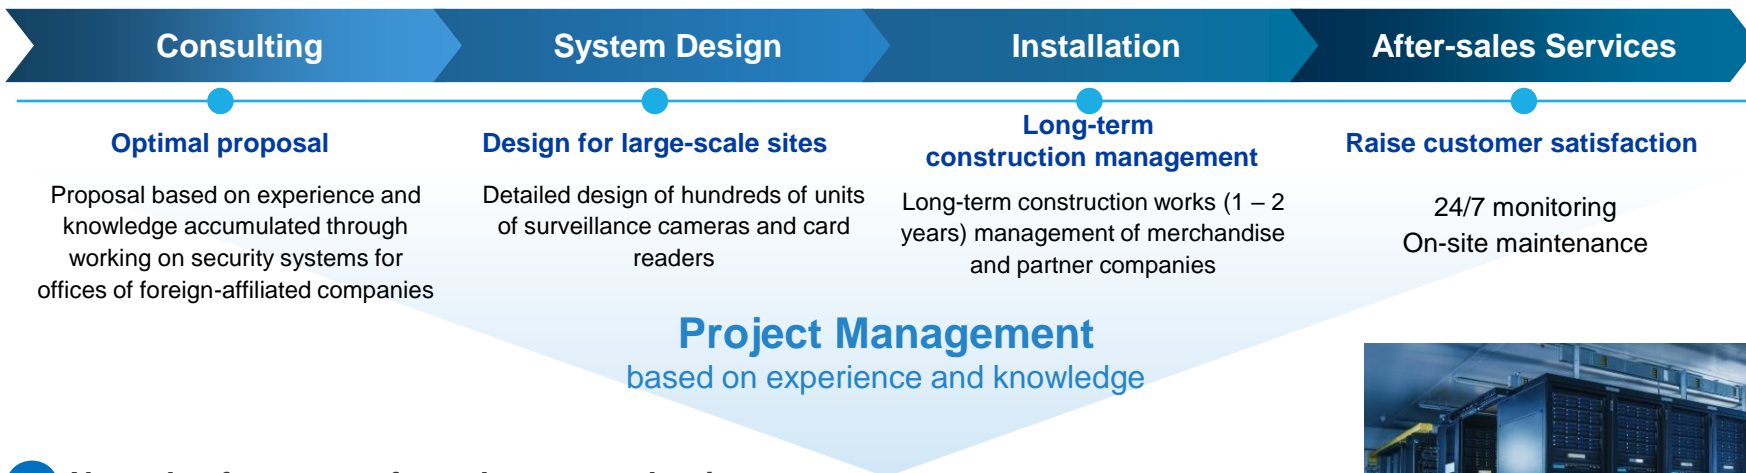 Consulting
System Design
Installation
After-sales Services
Optimal proposal
Proposal based on experience and
knowledge accumulated through
working on security systems for
offices of foreign-affiliated companies
Design for large-scale sites
Detailed design of hundreds of units
of surveillance cameras and card
readers
Long-term
construction management
Long-term construction works (1 – 2
years) management of merchandise
and partner companies
Raise customer satisfaction
24/7 monitoring
On-site maintenance
Project Management
based on experience and knowledge